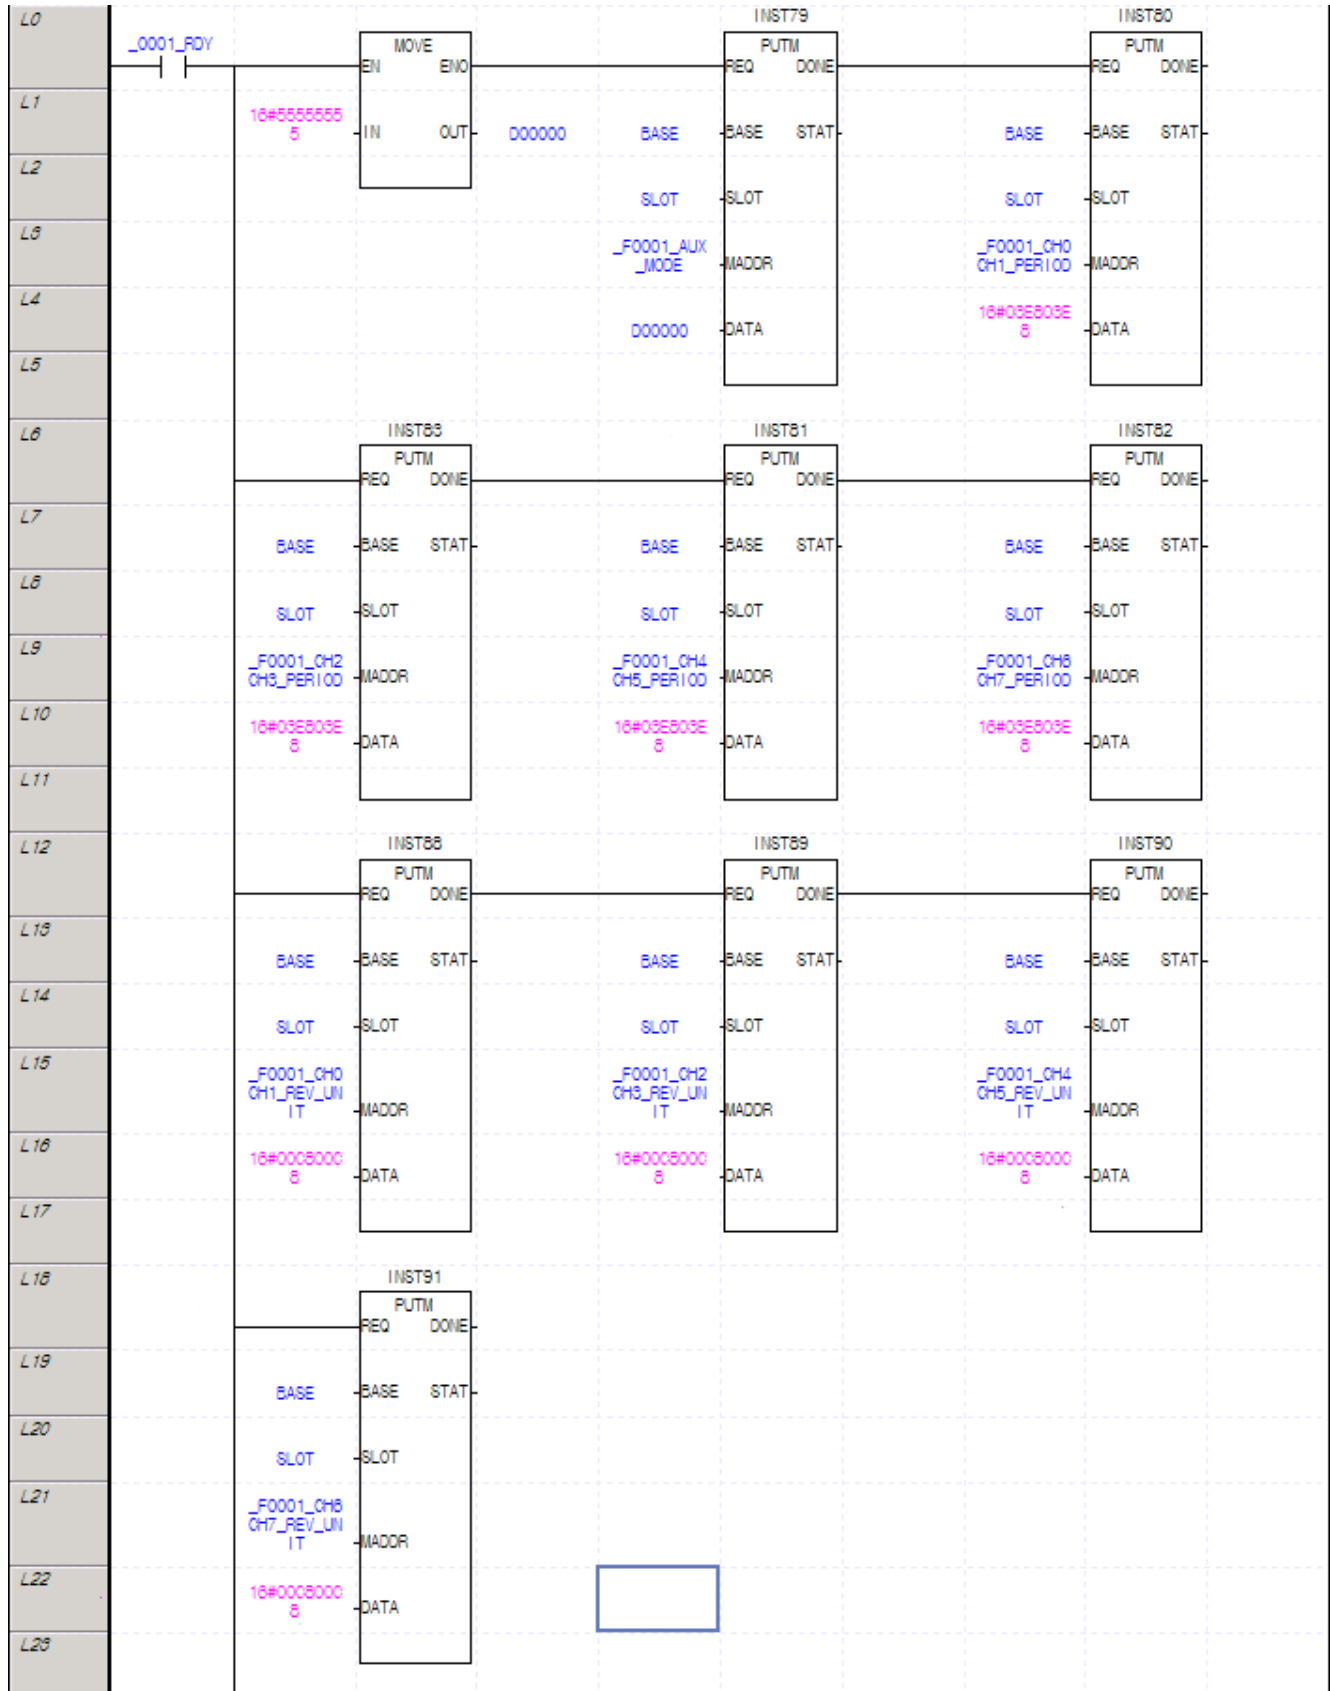 L0
INST79
INST80
_0001_RDY
MOVE
PUTM
PUTM
EN ENO
REQ DONE
REQ DONE
L1
16#5555555
5
IN OUT
D00000
BASE
BASE STAT
BASE
BASE STAT
L2
SLOT
SLOT
SLOT
SLOT
L3
_F0001_AUX
_MODE
MADDR
_F0001_CH0
CH1_PERIOD
MADDR
L4
D00000
DATA
16#03E803E
8
DATA
L5
L6
INST83
INST81
INST82
PUTM
PUTM
PUTM
REQ DONE
REQ DONE
REQ DONE
L7
BASE
BASE STAT
BASE
BASE STAT
BASE
BASE STAT
L8
SLOT
SLOT
SLOT
SLOT
SLOT
SLOT
L9
_F0001_CH2
CH3_PERIOD
MADDR
_F0001_CH4
CH5_PERIOD
MADDR
_F0001_CH6
CH7_PERIOD
MADDR
L10
16#03E803E
8
DATA
16#03E803E
8
DATA
16#03E803E
8
DATA
L11
L12
INST88
INST89
INST90
PUTM
PUTM
PUTM
REQ DONE
REQ DONE
REQ DONE
L13
BASE
BASE STAT
BASE
BASE STAT
BASE
BASE STAT
L14
SLOT
SLOT
SLOT
SLOT
SLOT
SLOT
L15
_F0001_CH0
CH1_REV_UN
IT
MADDR
_F0001_CH2
CH3_REV_UN
IT
MADDR
_F0001_CH4
CH5_REV_UN
IT
MADDR
L16
16#00C800C
8
DATA
16#00C800C
8
DATA
16#00C800C
8
DATA
L17
L18
INST91
PUTM
REQ DONE
L19
BASE
BASE STAT
L20
SLOT
SLOT
L21
_F0001_CH6
CH7_REV_UN
IT
MADDR
L22
16#00C800C
8
DATA
L23